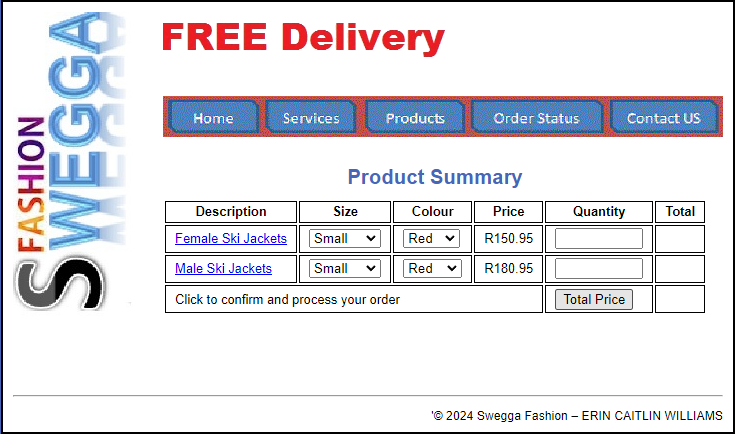 SWEGGA
FASHION
FREE Delivery
Home Services Products Order Status Contact US
Product Summary
Description Size Colour Price Quantity Total
Female Ski Jackets Small Red R150.95
Male Ski Jackets Small Red R180.95
Click to confirm and process your order Total Price
'© 2024 Swegga Fashion – ERIN CAITLIN WILLIAMS